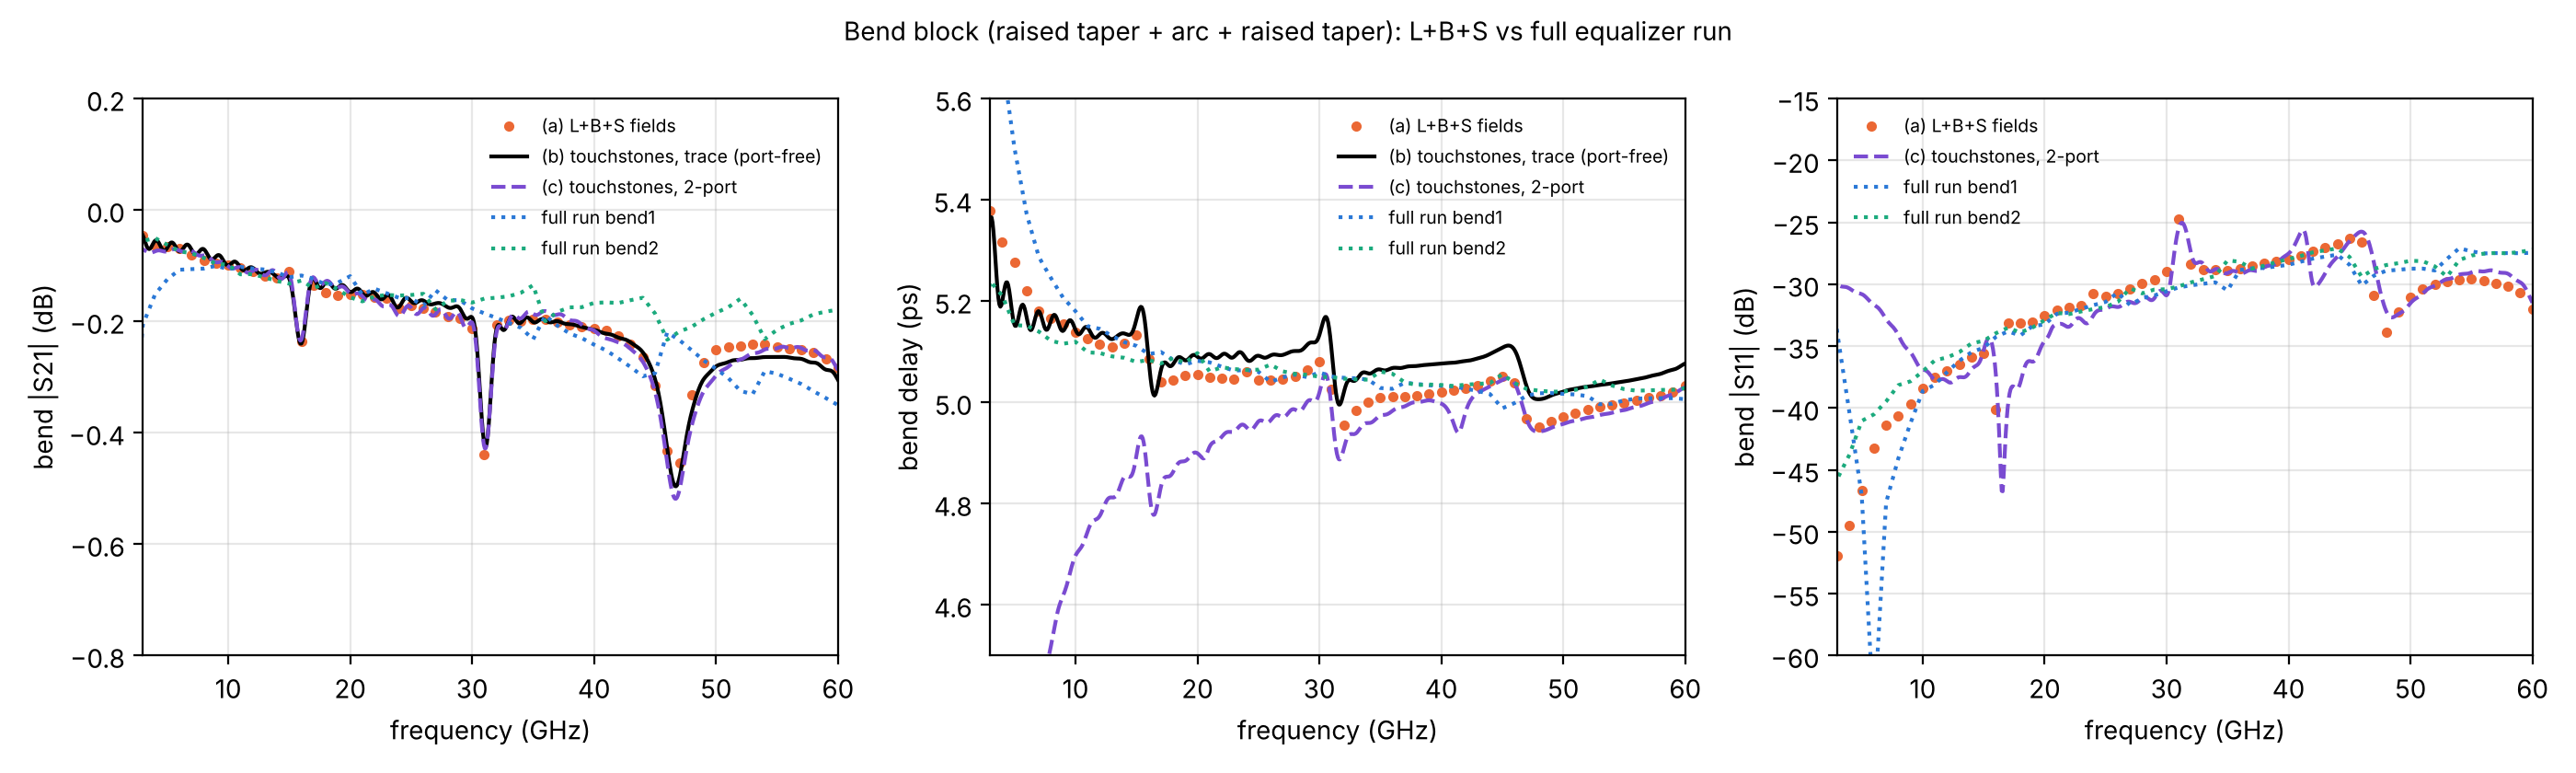 Bend block (raised taper + arc + raised taper): L+B+S vs full equalizer run
bend |S21| (dB)
0.2
0.0
−0.2
−0.4
−0.6
−0.8
(a) L+B+S fields
(b) touchstones, trace (port-free)
(c) touchstones, 2-port
full run bend1
full run bend2
10 20 30 40 50 60
frequency (GHz)
bend delay (ps)
5.6
5.4
5.2
5.0
4.8
4.6
(a) L+B+S fields
(b) touchstones, trace (port-free)
(c) touchstones, 2-port
full run bend1
full run bend2
10 20 30 40 50 60
frequency (GHz)
bend |S11| (dB)
−15
−20
−25
−30
−35
−40
−45
−50
−55
−60
(a) L+B+S fields
(c) touchstones, 2-port
full run bend1
full run bend2
10 20 30 40 50 60
frequency (GHz)